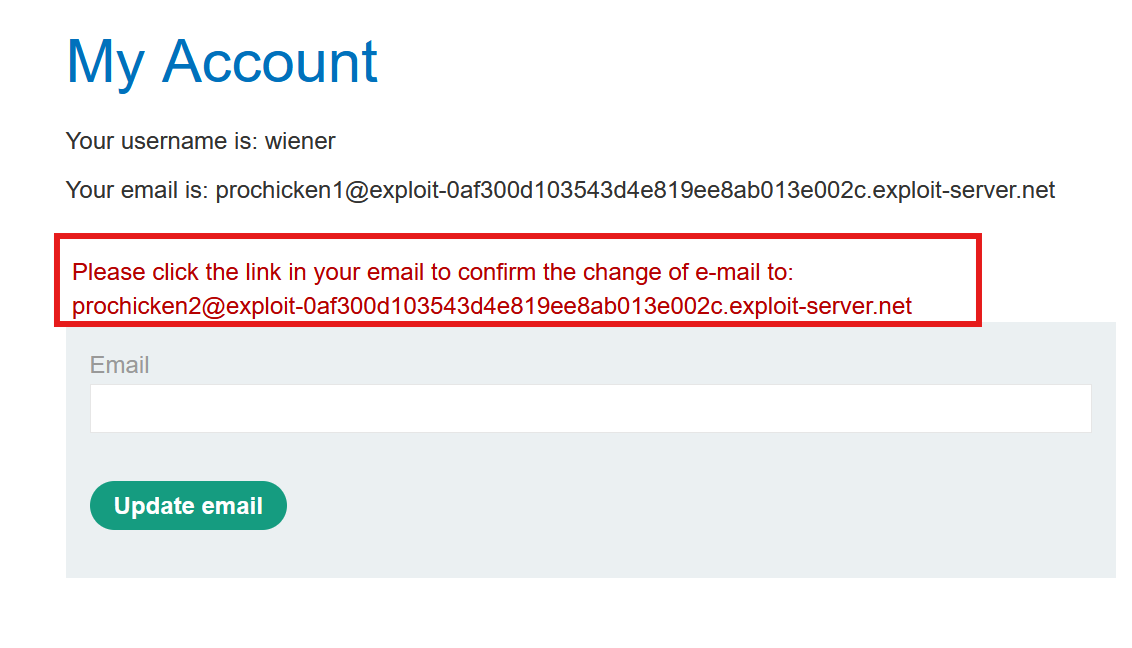 My Account
Your username is: wiener
Your email is: prochicken1@exploit-0af300d103543d4e819ee8ab013e002c.exploit-server.net
Please click the link in your email to confirm the change of e-mail to:
prochicken2@exploit-0af300d103543d4e819ee8ab013e002c.exploit-server.net
Email
Update email